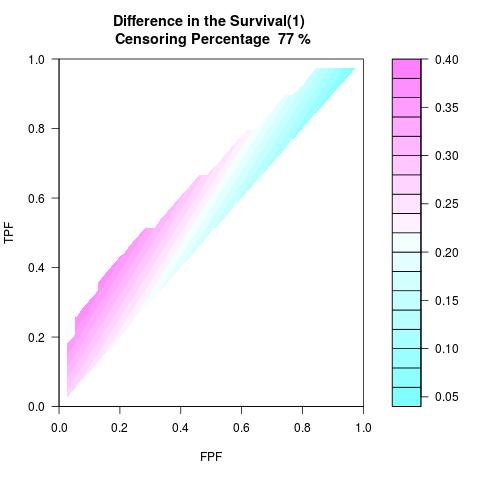 Difference in the Survival(1)
Censoring Percentage 77 %
TPF
1.0
0.8
0.6
0.4
0.2
0.0
0.0 0.2 0.4 0.6 0.8 1.0
FPF
0.40
0.35
0.30
0.25
0.20
0.15
0.10
0.05